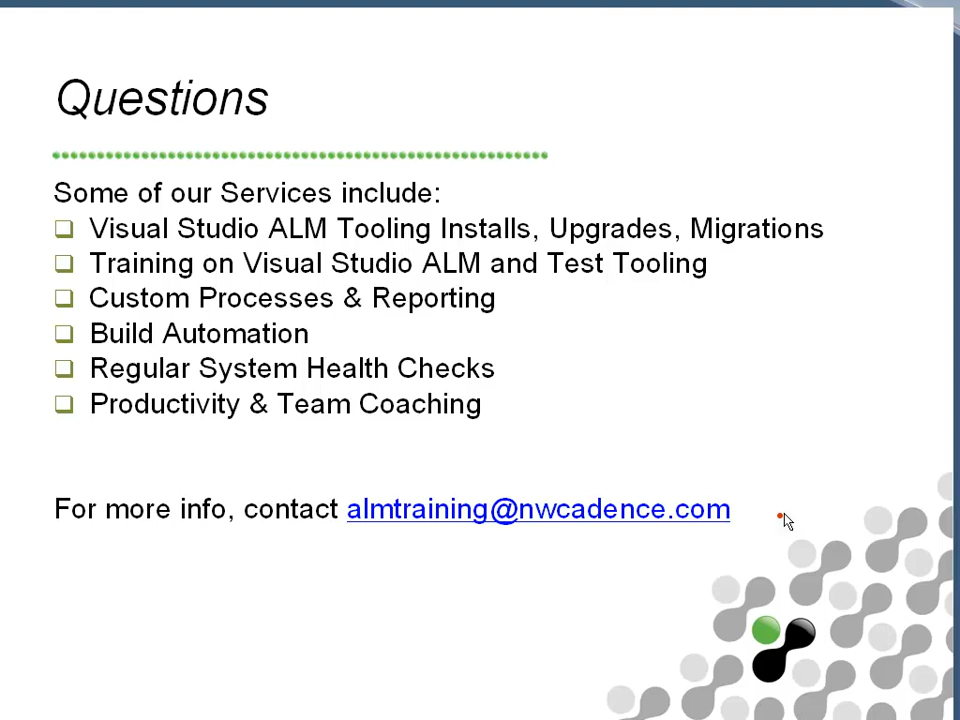 Questions
Some of our Services include:
Visual Studio ALM Tooling Installs, Upgrades, Migrations
Training on Visual Studio ALM and Test Tooling
Custom Processes & Reporting
Build Automation
Regular System Health Checks
Productivity & Team Coaching
For more info, contact almtraining@nwcadence.com